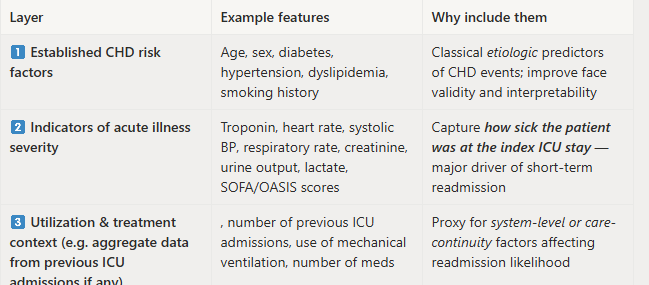 Layer Example features Why include them
1 Established CHD risk Age, sex, diabetes, Classical etiologic predictors
factors hypertension, dyslipidemia, of CHD events; improve face
smoking history validity and interpretability
2 Indicators of acute illness Troponin, heart rate, systolic Capture how sick the patient
severity BP, respiratory rate, creatinine, was at the index ICU stay —
urine output, lactate, major driver of short-term
SOFA/OASIS scores readmission
3 Utilization & treatment , number of previous ICU Proxy for system-level or care-
context (e.g. aggregate data admissions, use of mechanical continuity factors affecting
from previous ICU ventilation, number of meds readmission likelihood
admissions if any)